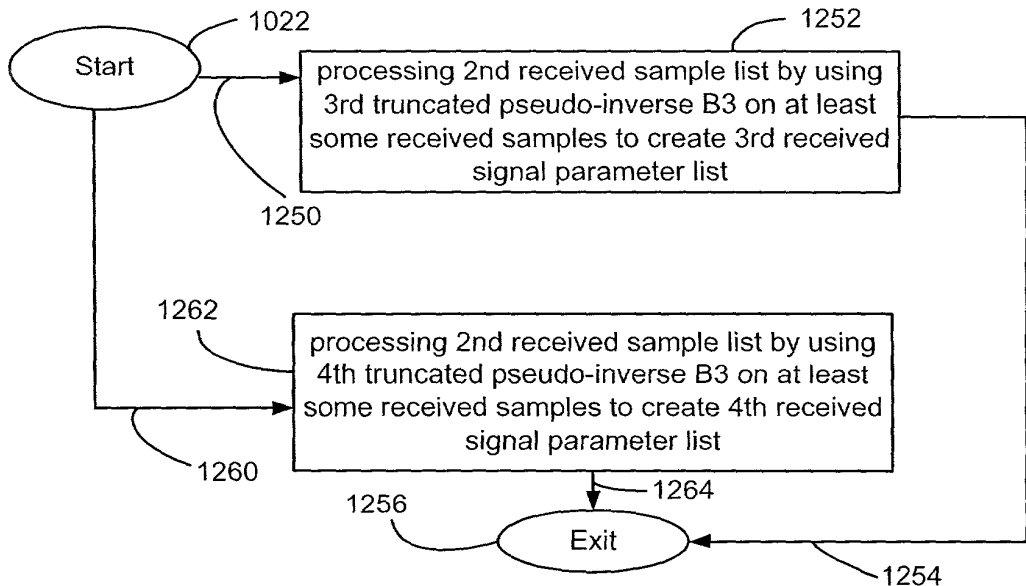 1022
Start
1252
processing 2nd received sample list by using
3rd truncated pseudo-inverse B3 on at least
some received samples to create 3rd received
signal parameter list
1250
1262
processing 2nd received sample list by using
4th truncated pseudo-inverse B3 on at least
some received samples to create 4th received
signal parameter list
1260
1264
1256
Exit
1254